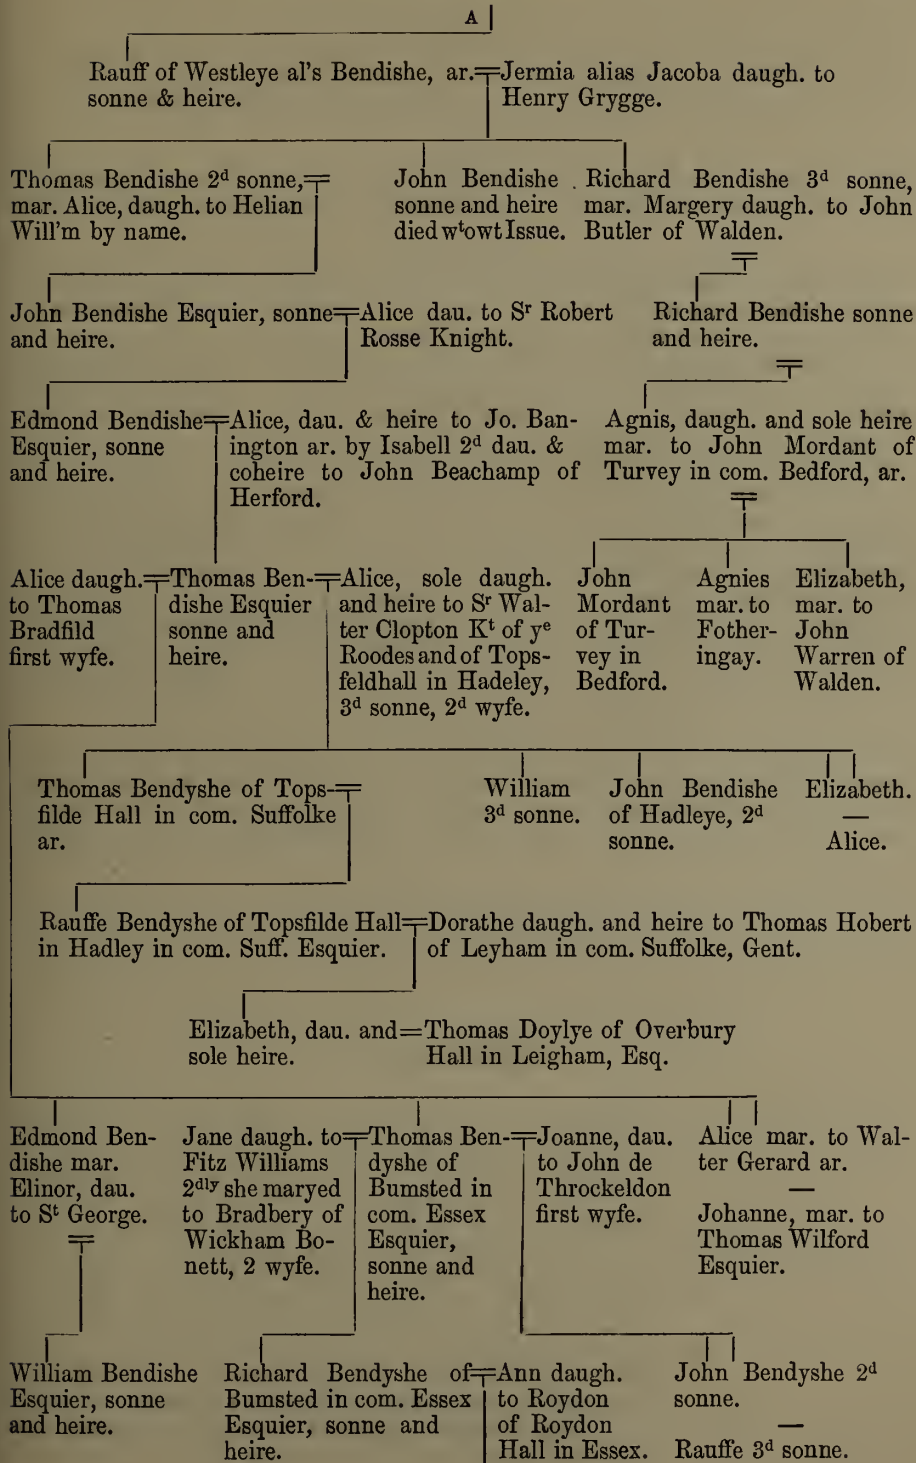 A
Rauff of Westleye al's Bendishe, ar.
sonne & heire.
Jermia alias Jacoba daugh. to
Henry Grygge.
Thomas Bendishe 2d sonne,
mar. Alice, daugh. to Helian
Will'm by name.
John Bendishe
sonne and heire
died wtowt Issue.
Richard Bendishe 3d sonne,
mar. Margery daugh. to John
Butler of Walden.
John Bendishe Esquier, sonne
and heire.
Alice dau. to Sr Robert
Rosse Knight.
Richard Bendishe sonne
and heire.
Edmond Bendishe
Esquier, sonne
and heire.
Alice, dau. & heire to Jo. Ban-
ington ar. by Isabell 2d dau. &
coheire to John Beachamp of
Herford.
Agnis, daugh. and sole heire
mar. to John Mordant of
Turvey in com. Bedford, ar.
Alice daugh.
to Thomas
Bradfild
first wyfe.
Thomas Ben-
dishe Esquier
sonne and
heire.
Alice, sole daugh.
and heire to Sr Wal-
ter Clopton Kt of ye
Roodes and of Tops-
feldhall in Hadeley,
3d sonne, 2d wyfe.
John
Mordant
of Tur-
vey in
Bedford.
Agnies
mar. to
Fother-
ingay.
Elizabeth,
mar. to
John
Warren of
Walden.
Thomas Bendyshe of Tops-
filde Hall in com. Suffolke
ar.
William
3d sonne.
John Bendishe
of Hadleye, 2d
sonne.
Elizabeth.
—
Alice.
Rauffe Bendyshe of Topsfilde Hall
in Hadley in com. Suff. Esquier.
Dorathe daugh. and heire to Thomas Hobert
of Leyham in com. Suffolke, Gent.
Elizabeth, dau. and
sole heire.
Thomas Doylye of Overbury
Hall in Leigham, Esq.
Edmond Ben-
dishe mar.
Elinor, dau.
to St George.
Jane daugh. to
Fitz Williams
2dly she maryed
to Bradbery of
Wickham Bo-
nett, 2 wyfe.
Thomas Ben-
dyshe of
Bumsted in
com. Essex
Esquier,
sonne and
heire.
Joanne, dau.
to John de
Throckeldon
first wyfe.
Alice mar. to Wal-
ter Gerard ar.
—
Johanne, mar. to
Thomas Wilford
Esquier.
William Bendishe
Esquier, sonne
and heire.
Richard Bendyshe of
Bumsted in com. Essex
Esquier, sonne and
heire.
Ann daugh.
to Roydon
of Roydon
Hall in Essex.
John Bendyshe 2d
sonne.
—
Rauffe 3d sonne.